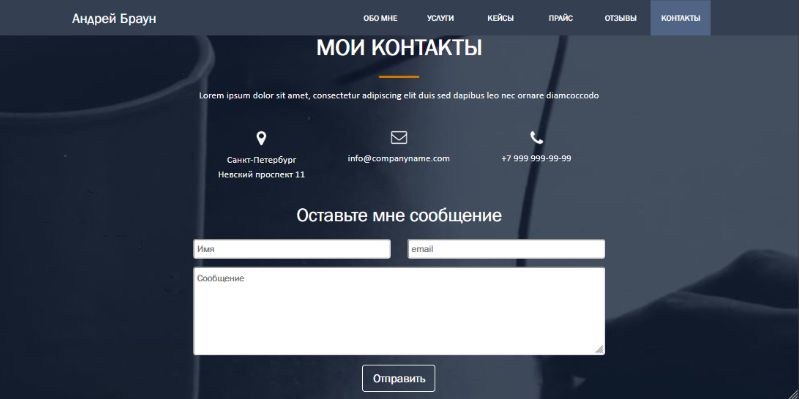 Андрей Браун
ОБО МНЕ УСЛУГИ КЕЙСЫ ПРАЙС ОТЗЫВЫ КОНТАКТЫ
МОИ КОНТАКТЫ
Lorem ipsum dolor sit amet, consectetur adipiscing elit duis sed dapibus leo nec ornare diamcoccodo
Санкт-Петербург
Невский проспект 11
info@companyname.com
+7 999 999-99-99
Оставьте мне сообщение
Имя
email
Сообщение
Отправить